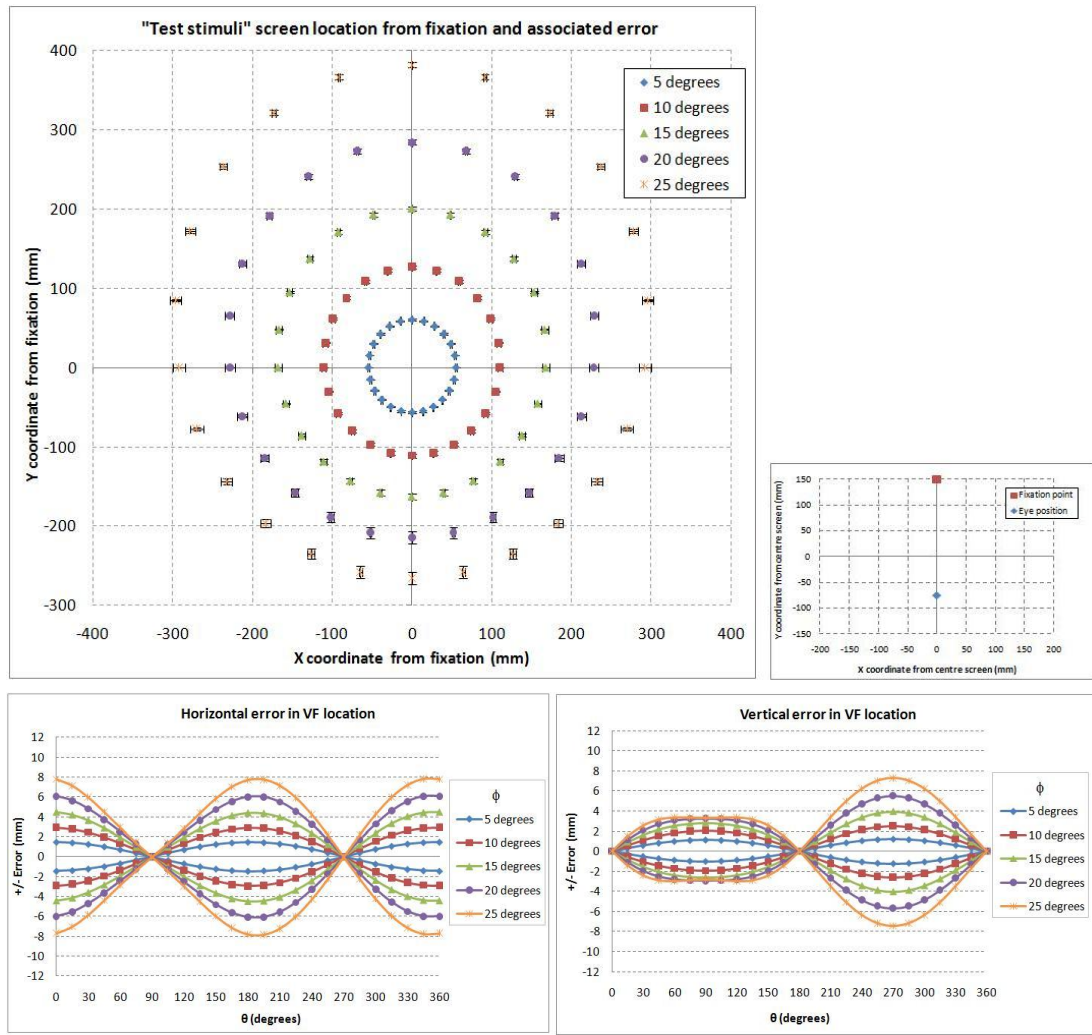 "Test stimuli" screen location from fixation and associated error
400
300
200
100
0
-100
-200
-300
-400 -300 -200 -100 0 100 200 300 400
Y coordinate from fixation (mm)
X coordinate from fixation (mm)
5 degrees
10 degrees
15 degrees
20 degrees
25 degrees
150
100
50
0
-50
-100
-150
-200 -150 -100 -50 0 50 100 150 200
Y coordinate from centre screen (mm)
X coordinate from centre screen (mm)
Fixation point
Eye position
Horizontal error in VF location
12
10
8
6
4
2
0
-2
-4
-6
-8
-10
-12
0 30 60 90 120 150 180 210 240 270 300 330 360
+/- Error (mm)
θ (degrees)
ϕ
5 degrees
10 degrees
15 degrees
20 degrees
25 degrees
Vertical error in VF location
12
10
8
6
4
2
0
-2
-4
-6
-8
-10
-12
0 30 60 90 120 150 180 210 240 270 300 330 360
+/- Error (mm)
θ (degrees)
ϕ
5 degrees
10 degrees
15 degrees
20 degrees
25 degrees